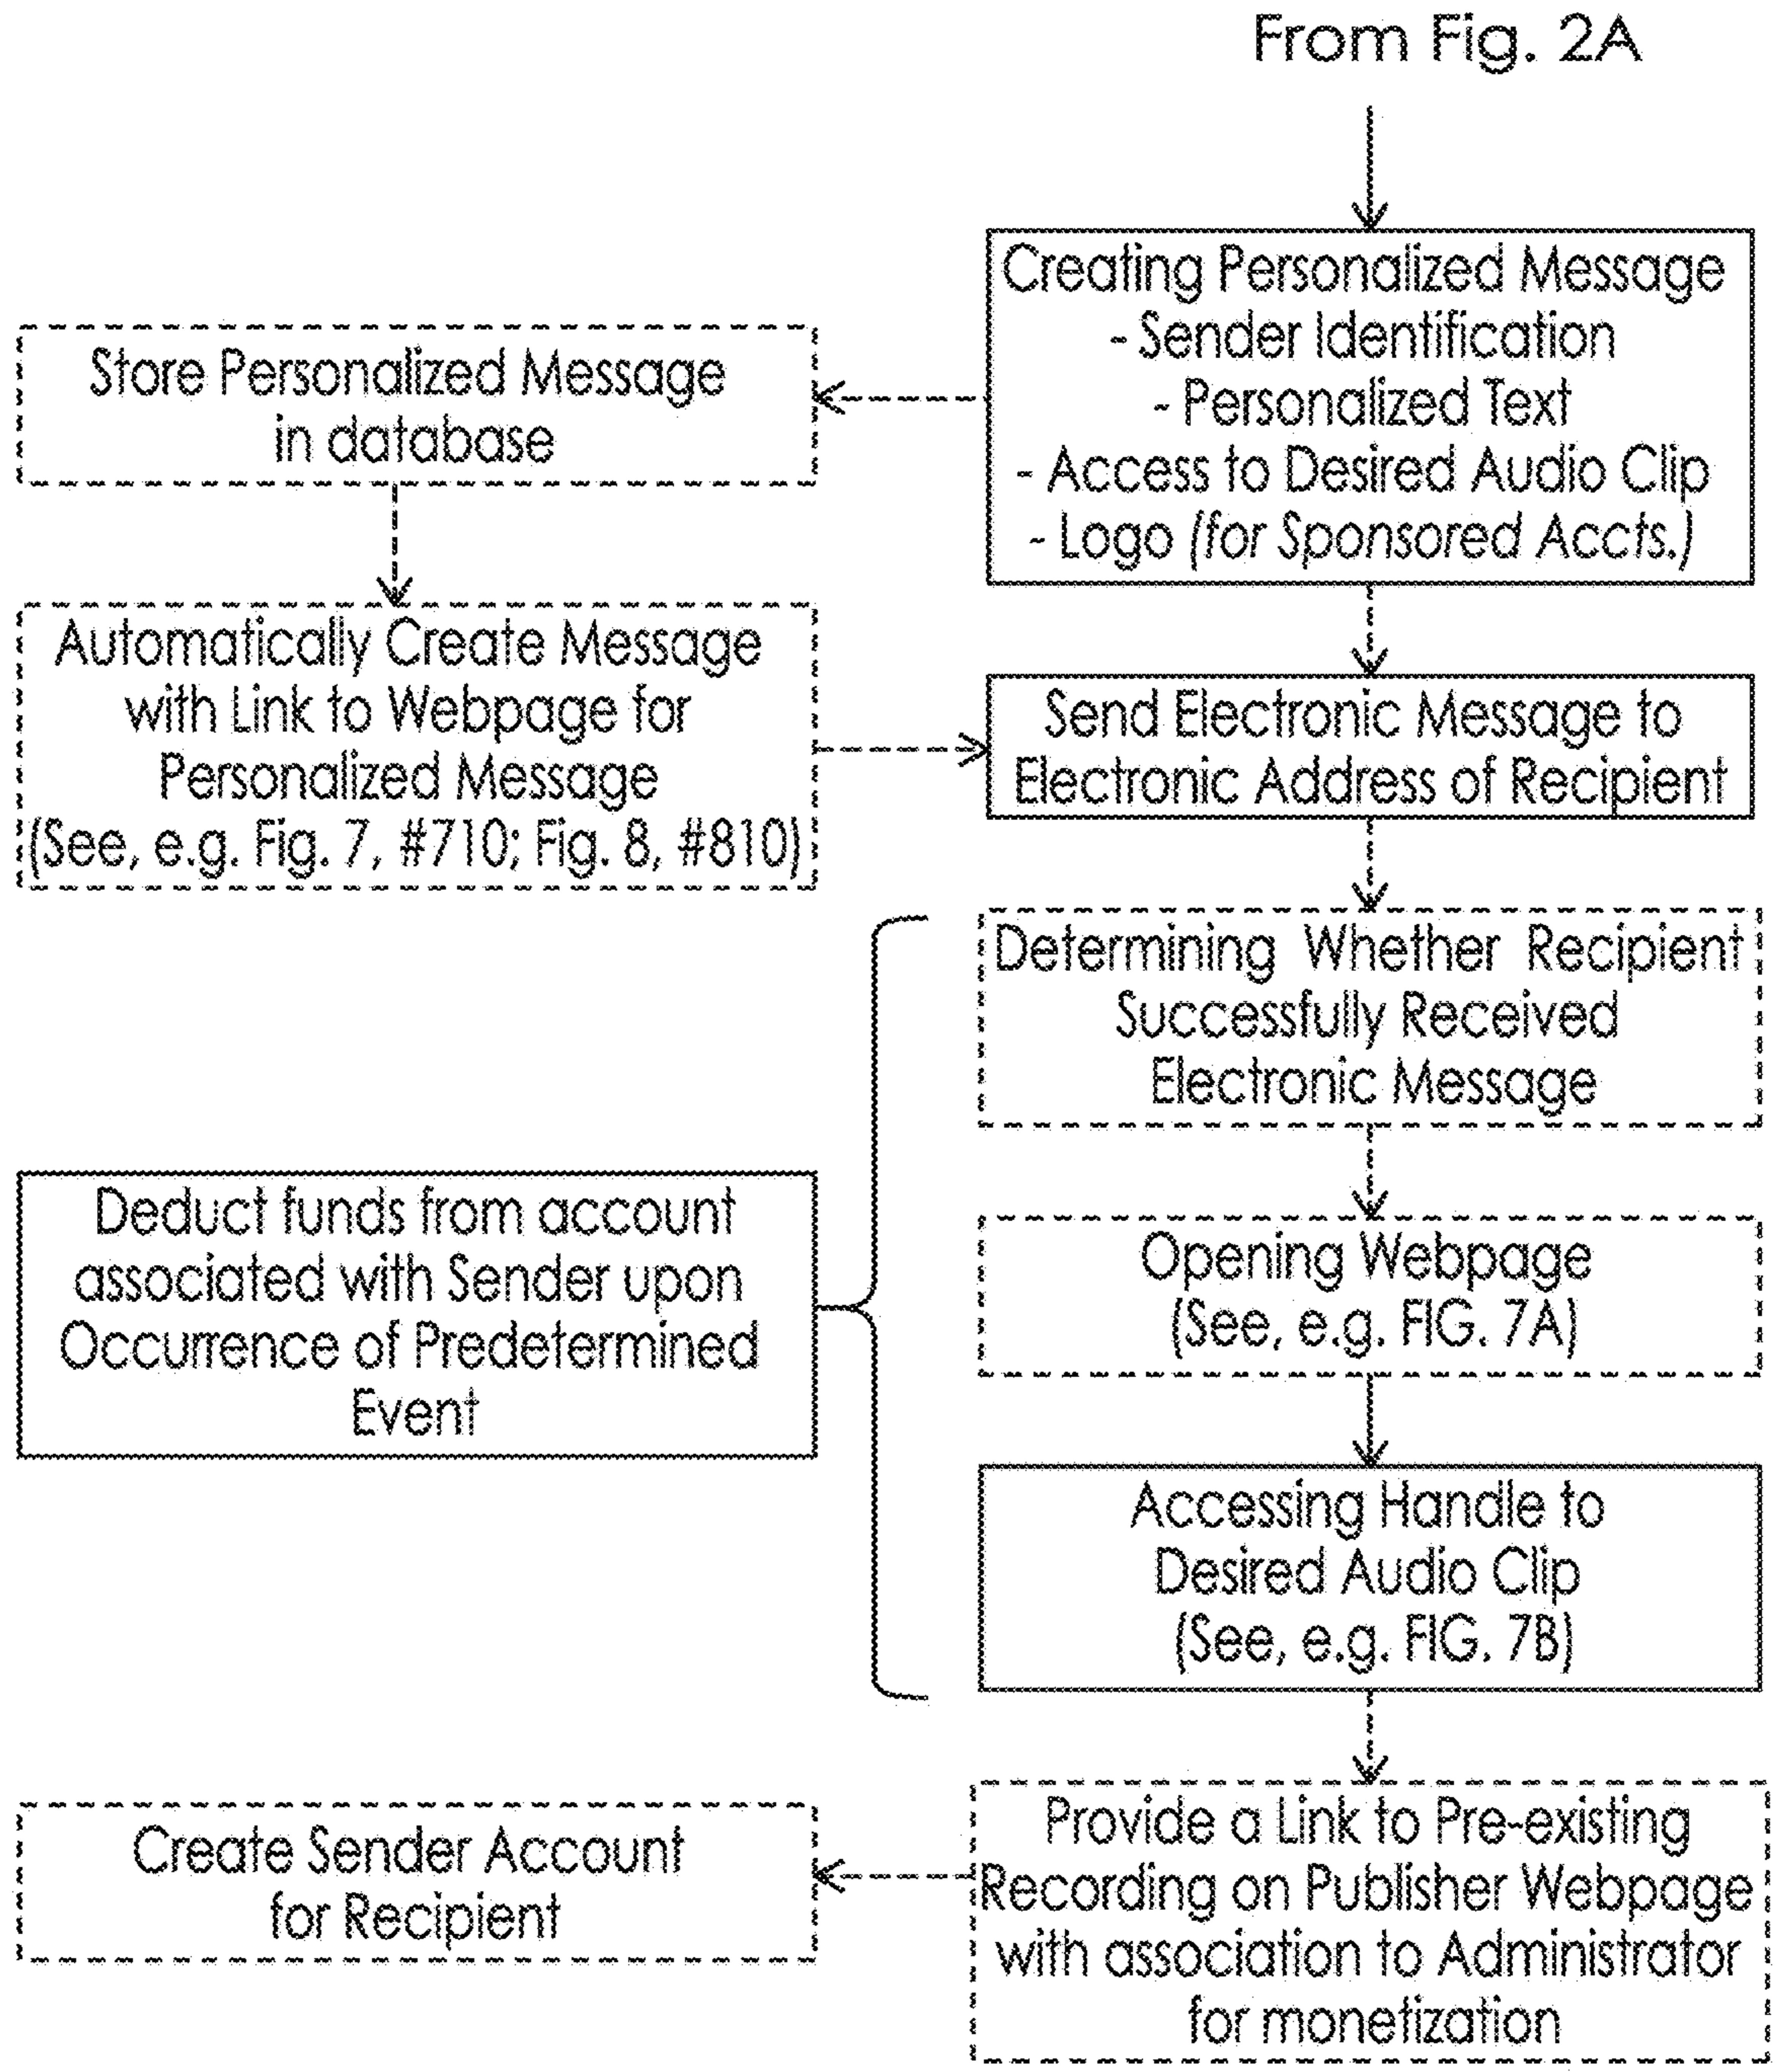 From Fig. 2A
Creating Personalized Message
- Sender Identification
- Personalized Text
- Access to Desired Audio Clip
- Logo (for Sponsored Accts.)
Store Personalized Message
in database
Automatically Create Message
with Link to Webpage for
Personalized Message
(See, e.g. Fig. 7, #710; Fig. 8, #810)
Send Electronic Message to
Electronic Address of Recipient
Determining Whether Recipient
Successfully Received
Electronic Message
Deduct funds from account
associated with Sender upon
Occurrence of Predetermined
Event
Opening Webpage
(See, e.g. FIG. 7A)
Accessing Handle to
Desired Audio Clip
(See, e.g. FIG. 7B)
Provide a Link to Pre-existing
Recording on Publisher Webpage
with association to Administrator
for monetization
Create Sender Account
for Recipient